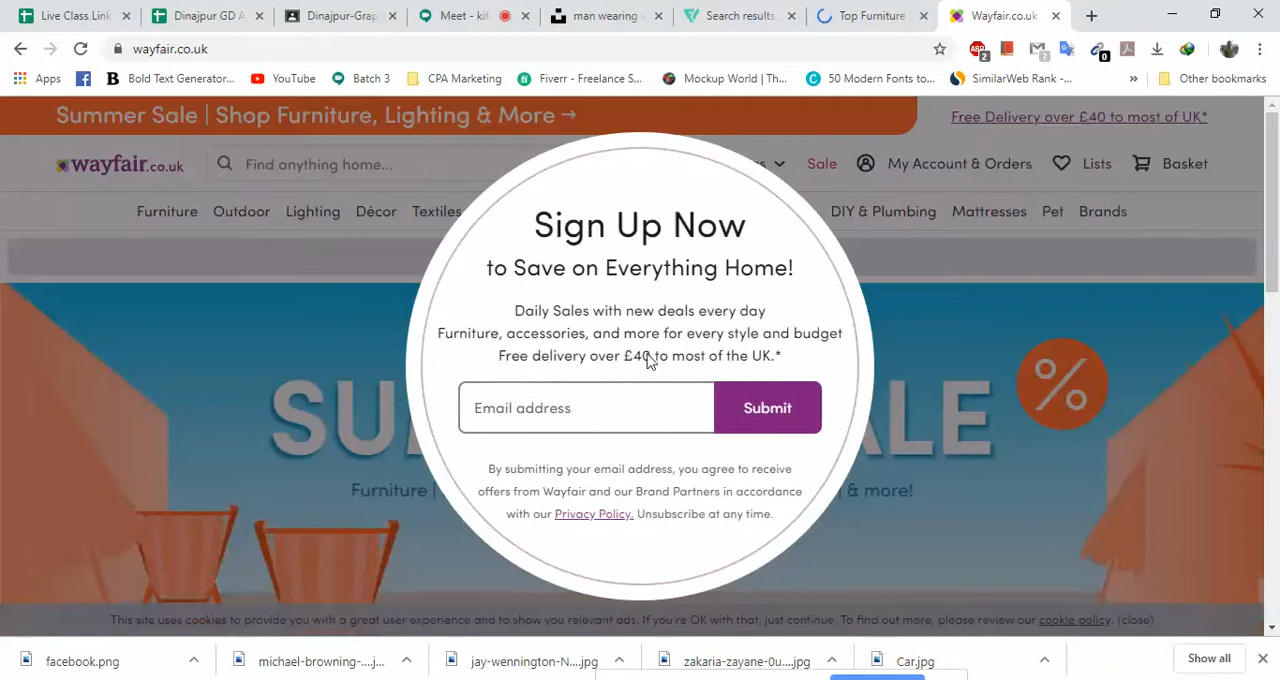 Live Class Link
Dinajpur GD A
Dinajpur-Grap
Meet - kif
man wearing
Search results
Top Furniture
Wayfair.co.uk
wayfair.co.uk
Apps
Bold Text Generator...
YouTube
Batch 3
CPA Marketing
Fiverr - Freelance S...
Mockup World | Th...
50 Modern Fonts to...
SimilarWeb Rank -...
Other bookmarks
Summer Sale | Shop Furniture, Lighting & More →
Free Delivery over £40 to most of UK*
wayfair.co.uk
Find anything home...
Sale
My Account & Orders
Lists
Basket
Furniture
Outdoor
Lighting
Décor
Textiles
DIY & Plumbing
Mattresses
Pet
Brands
Sign Up Now
to Save on Everything Home!
Daily Sales with new deals every day
Furniture, accessories, and more for every style and budget
Free delivery over £40 to most of the UK.*
Email address
Submit
By submitting your email address, you agree to receive
offers from Wayfair and our Brand Partners in accordance
with our Privacy Policy. Unsubscribe at any time.
SU
ALE
%
Furniture |
& more!
This site uses cookies to provide you with a great user experience and to show you relevant ads. If you're OK with that, just continue. To find out more, please review our cookie policy. (close)
facebook.png
michael-browning-....j...
jay-wennington-N....jpg
zakaria-zayane-0u....jpg
Car.jpg
Show all